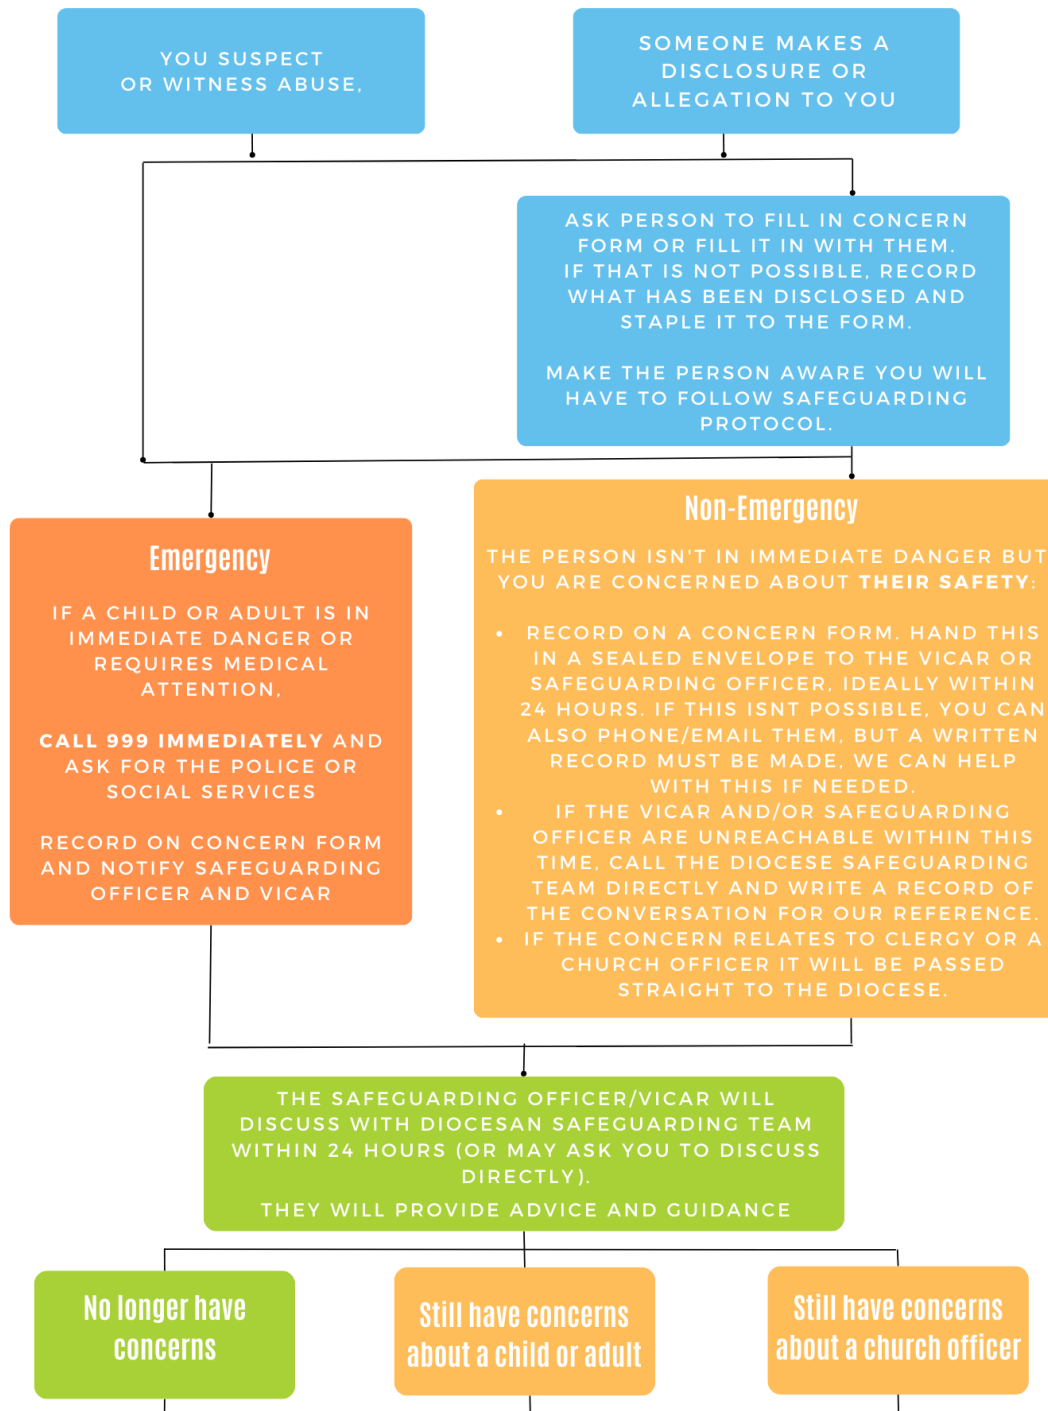 YOU SUSPECT
OR WITNESS ABUSE,
SOMEONE MAKES A
DISCLOSURE OR
ALLEGATION TO YOU
ASK PERSON TO FILL IN CONCERN
FORM OR FILL IT IN WITH THEM.
IF THAT IS NOT POSSIBLE, RECORD
WHAT HAS BEEN DISCLOSED AND
STAPLE IT TO THE FORM.
MAKE THE PERSON AWARE YOU WILL
HAVE TO FOLLOW SAFEGUARDING
PROTOCOL.
Emergency
IF A CHILD OR ADULT IS IN
IMMEDIATE DANGER OR
REQUIRES MEDICAL
ATTENTION,
CALL 999 IMMEDIATELY AND
ASK FOR THE POLICE OR
SOCIAL SERVICES
RECORD ON CONCERN FORM
AND NOTIFY SAFEGUARDING
OFFICER AND VICAR
Non-Emergency
THE PERSON ISN'T IN IMMEDIATE DANGER BUT
YOU ARE CONCERNED ABOUT THEIR SAFETY:
• RECORD ON A CONCERN FORM. HAND THIS
IN A SEALED ENVELOPE TO THE VICAR OR
SAFEGUARDING OFFICER, IDEALLY WITHIN
24 HOURS. IF THIS ISNT POSSIBLE, YOU CAN
ALSO PHONE/EMAIL THEM, BUT A WRITTEN
RECORD MUST BE MADE, WE CAN HELP
WITH THIS IF NEEDED.
• IF THE VICAR AND/OR SAFEGUARDING
OFFICER ARE UNREACHABLE WITHIN THIS
TIME, CALL THE DIOCESE SAFEGUARDING
TEAM DIRECTLY AND WRITE A RECORD OF
THE CONVERSATION FOR OUR REFERENCE.
• IF THE CONCERN RELATES TO CLERGY OR A
CHURCH OFFICER IT WILL BE PASSED
STRAIGHT TO THE DIOCESE.
THE SAFEGUARDING OFFICER/VICAR WILL
DISCUSS WITH DIOCESAN SAFEGUARDING TEAM
WITHIN 24 HOURS (OR MAY ASK YOU TO DISCUSS
DIRECTLY).
THEY WILL PROVIDE ADVICE AND GUIDANCE
No longer have
concerns
Still have concerns
about a child or adult
Still have concerns
about a church officer